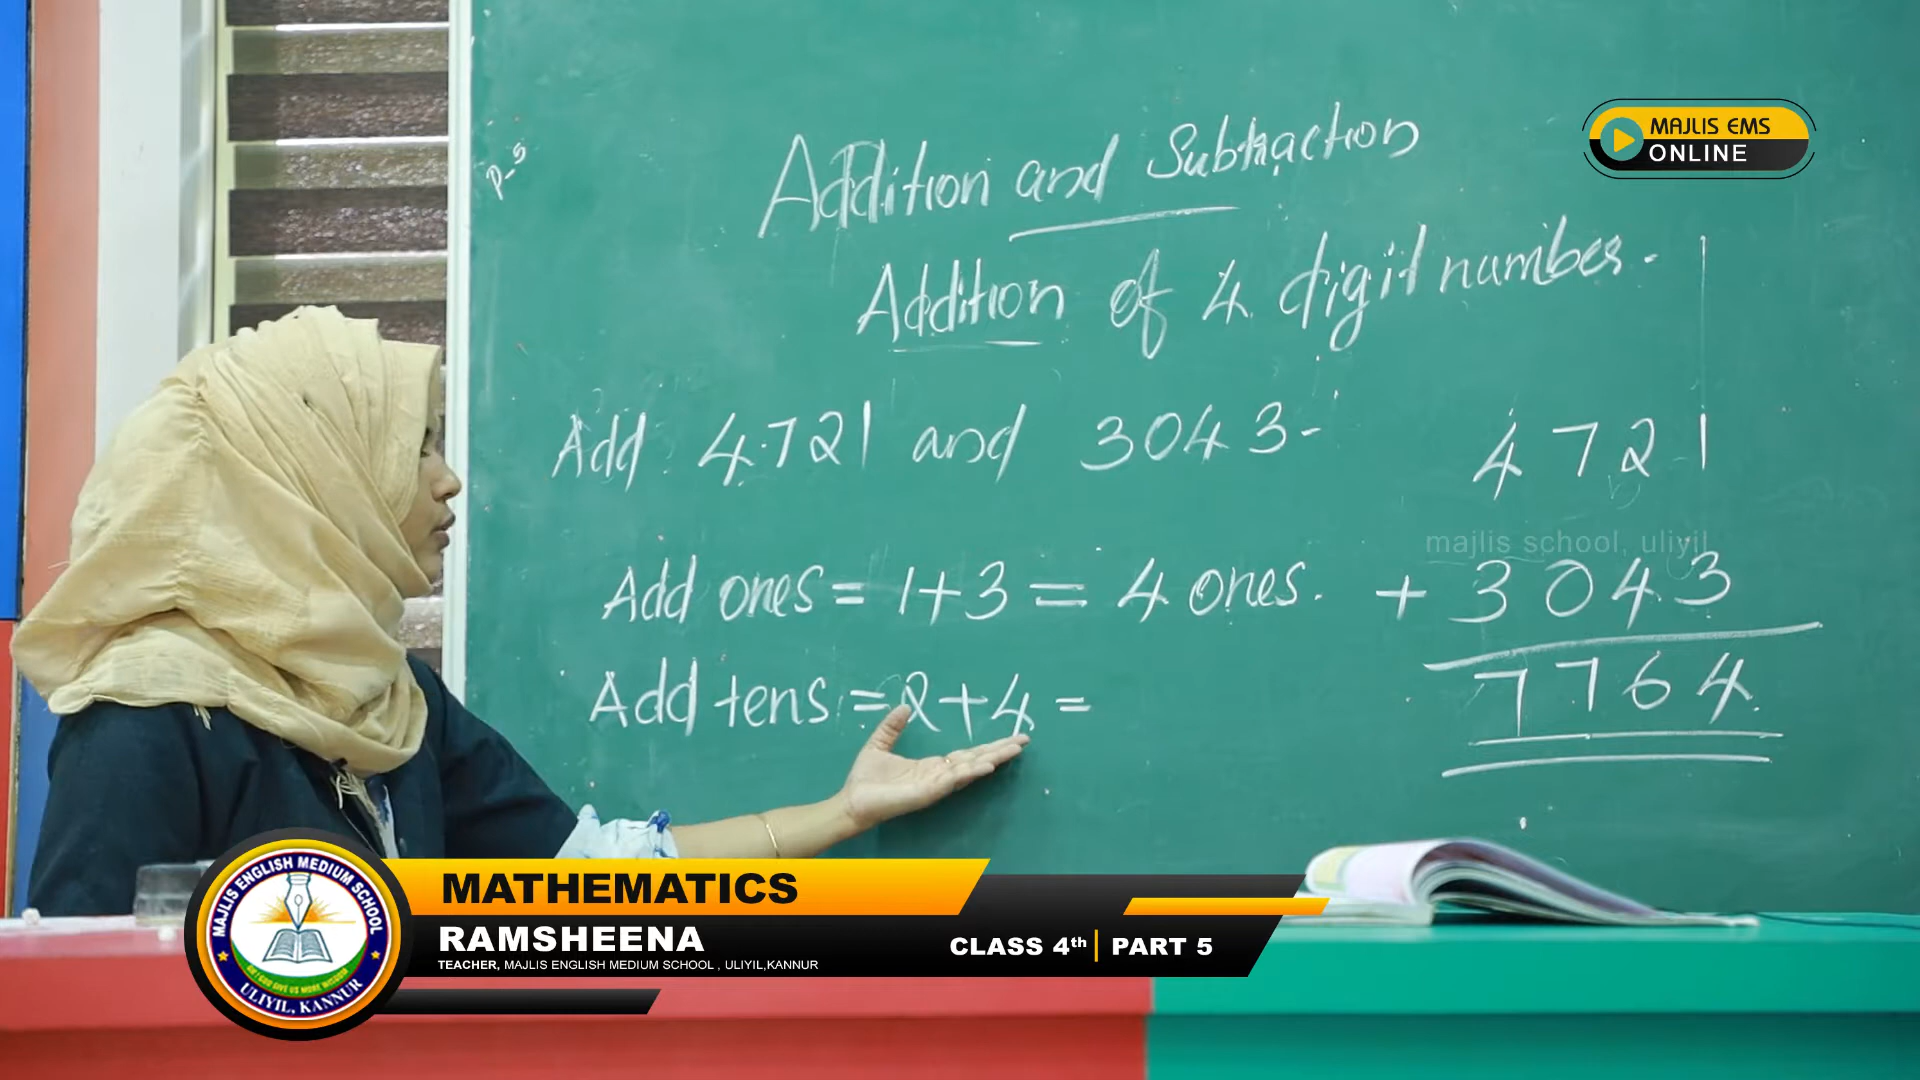 P-5
Addition and Subtraction
MAJLIS EMS
ONLINE
Addition of 4 digit number.
Add 4721 and 3043-
4721
majlis school, uliyil
+ 3043
7764
Add ones = 1+3 = 4 ones.
Add tens = 2+4 =
MATHEMATICS
RAMSHEENA
TEACHER, MAJLIS ENGLISH MEDIUM SCHOOL , ULIYIL,KANNUR
CLASS 4th | PART 5
MAJLIS ENGLISH MEDIUM SCHOOL
ULIYIL, KANNUR